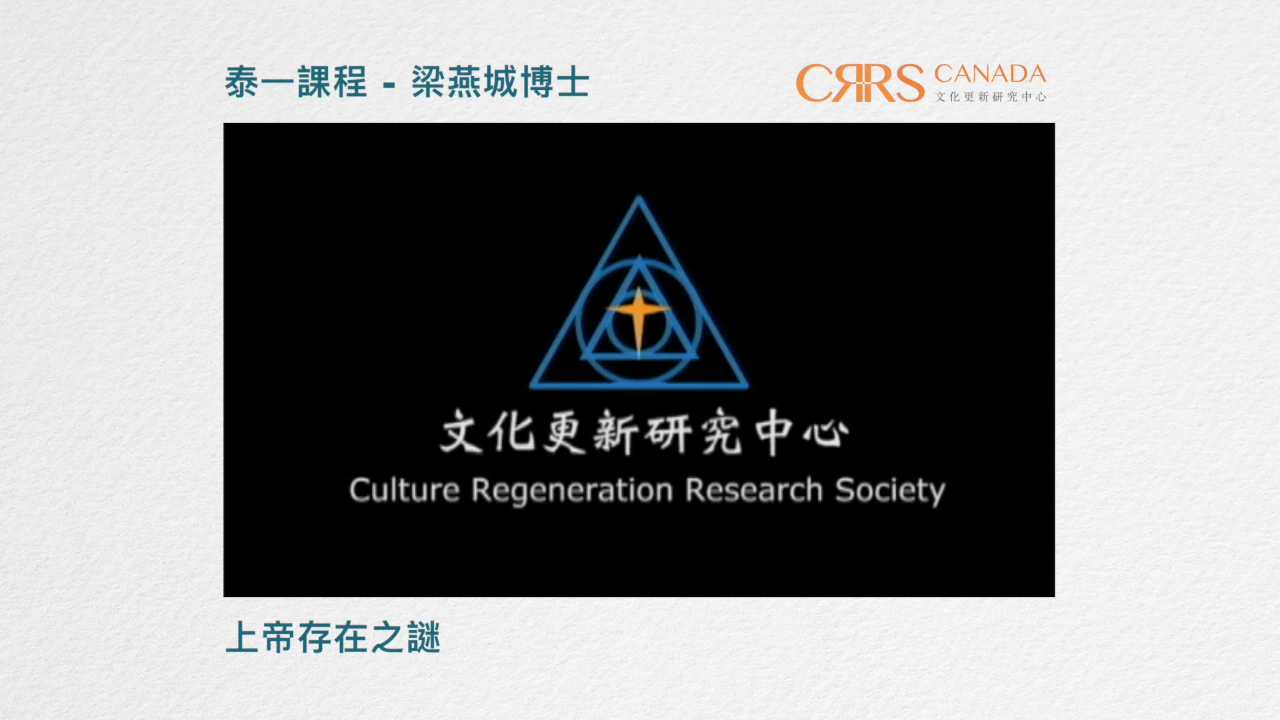 泰一課程 - 梁燕城博士
CRRS CANADA
文化更新研究中心
文化更新研究中心
Culture Regeneration Research Society
上帝存在之謎